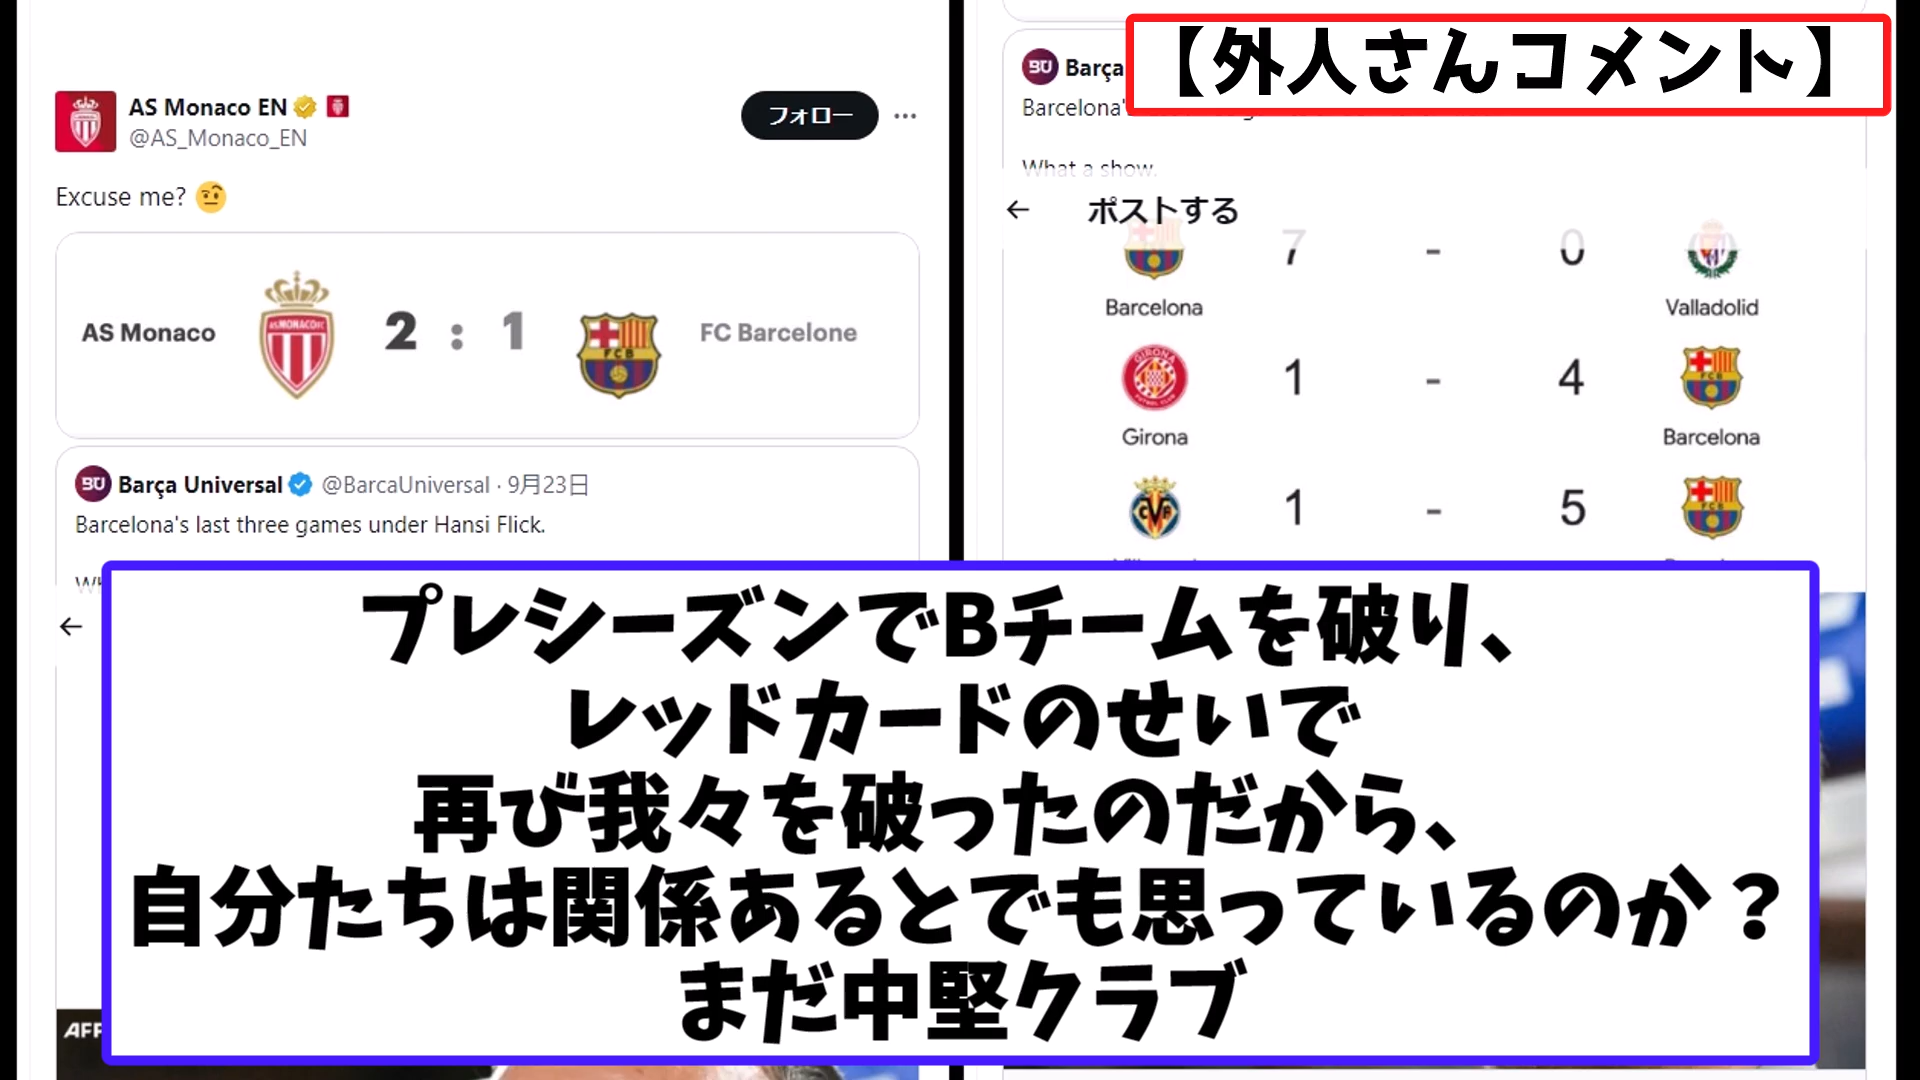 AS Monaco EN
@AS_Monaco_EN
フォロー
Excuse me? 🤨
AS Monaco 2 : 1 FC Barcelone
Barça Universal @BarcaUniversal · 9月23日
Barcelona's last three games under Hansi Flick.
【外人さんコメント】
Barça
Barcelona's
What a show.
ポストする
7 - 0
Barcelona Valladolid
1 - 4
Girona Barcelona
1 - 5
プレシーズンでBチームを破り、
レッドカードのせいで
再び我々を破ったのだから、
自分たちは関係あるとでも思っているのか？
まだ中堅クラブ